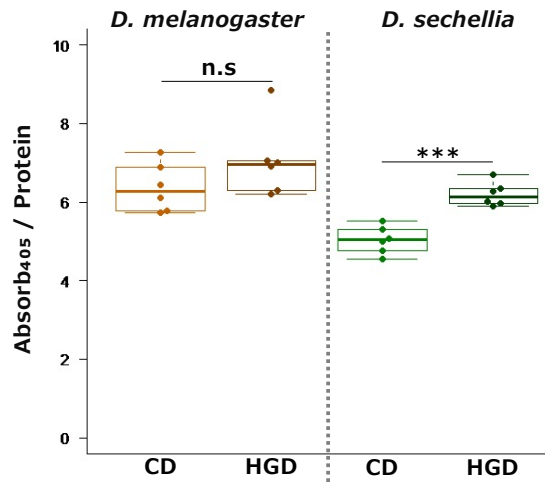 D. melanogaster D. sechellia
10
n.s
8
***
6
4
2
0
Absorb₄₀₅ / Protein
CD HGD CD HGD